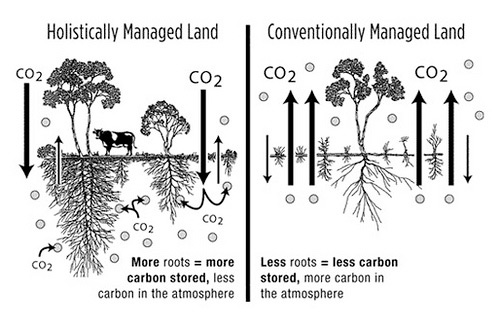 Holistically Managed Land
CO2
CO2
CO2
CO2
CO2
More roots = more
carbon stored, less
carbon in the atmosphere
Conventionally Managed Land
CO2
CO2
Less roots = less carbon
stored, more carbon in
the atmosphere